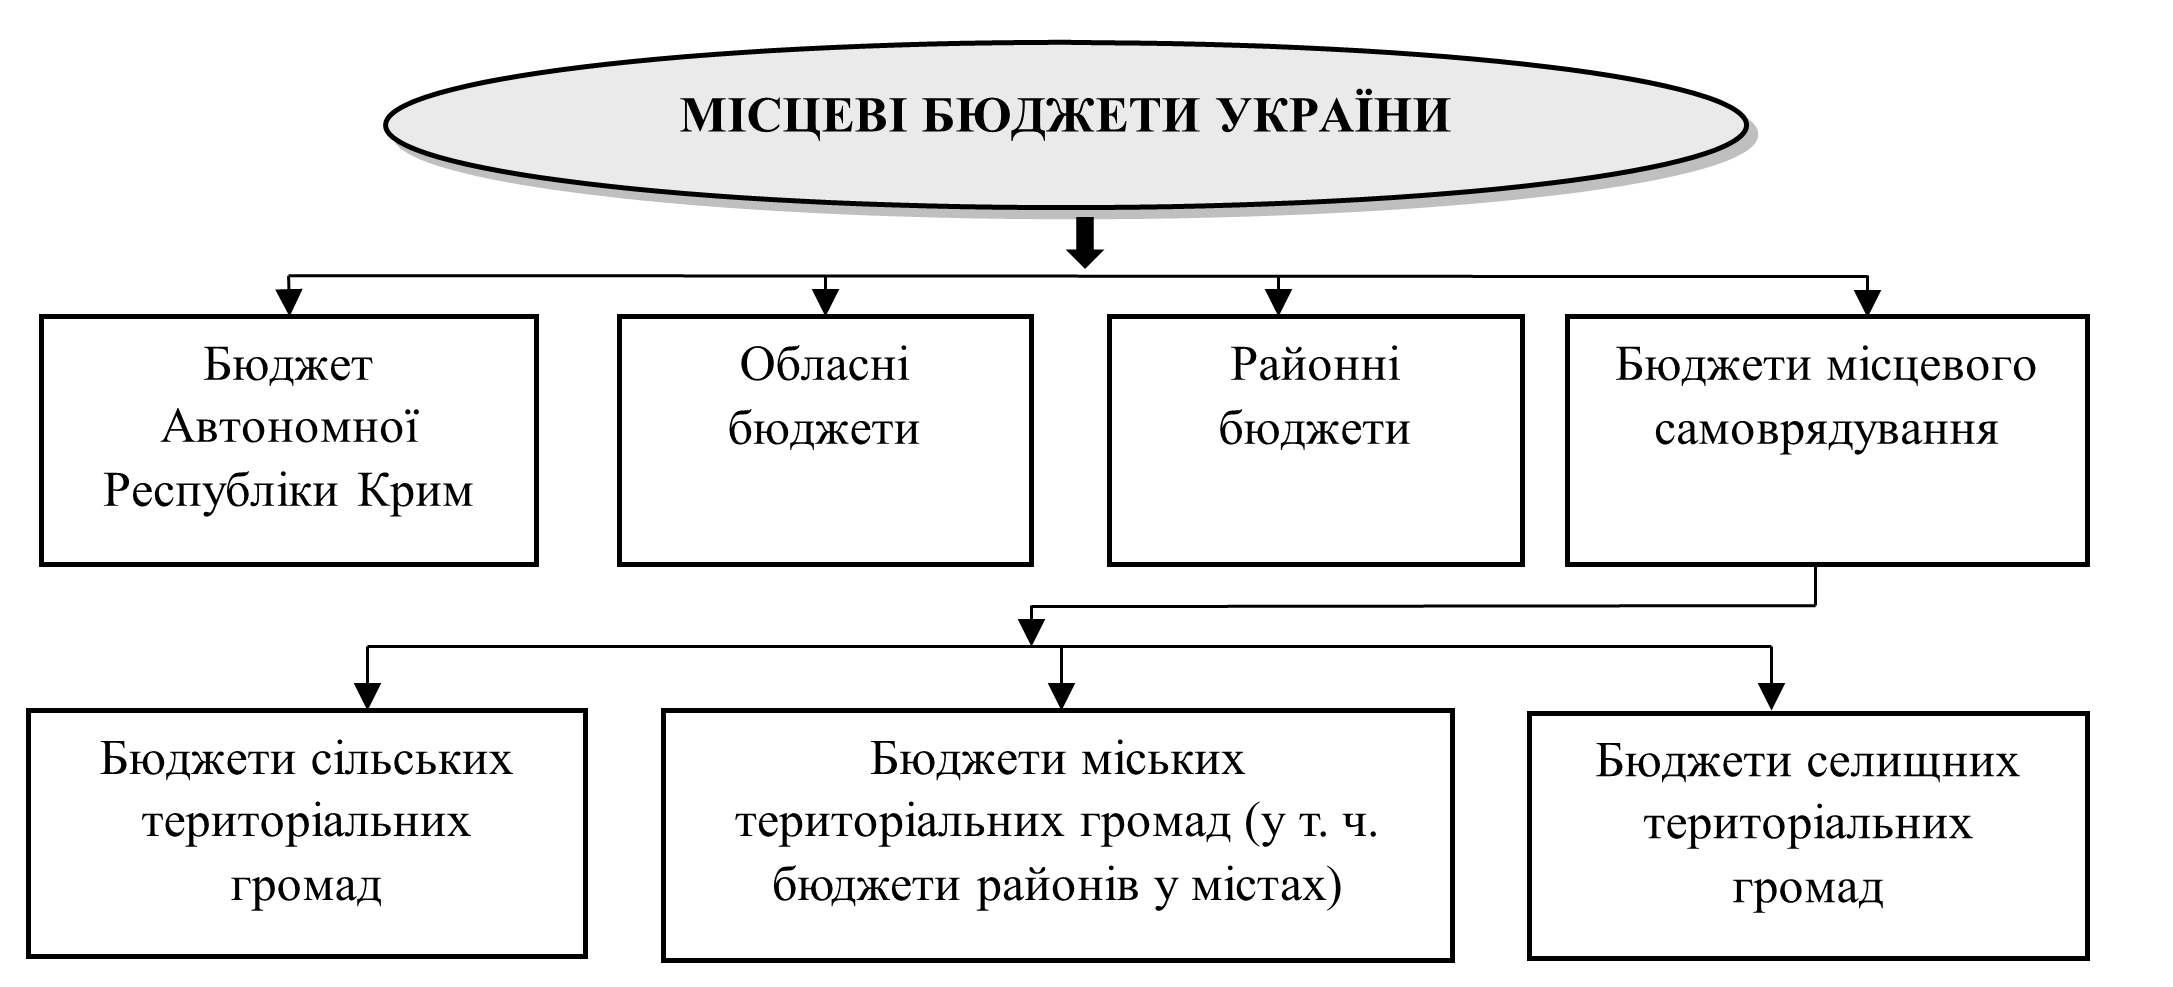 МІСЦЕВІ БЮДЖЕТИ УКРАЇНИ
Бюджет
Автономної
Республіки Крим
Обласні
бюджети
Районні
бюджети
Бюджети місцевого
самоврядування
Бюджети сільських
територіальних
громад
Бюджети міських
територіальних громад (у т. ч.
бюджети районів у містах)
Бюджети селищних
територіальних
громад